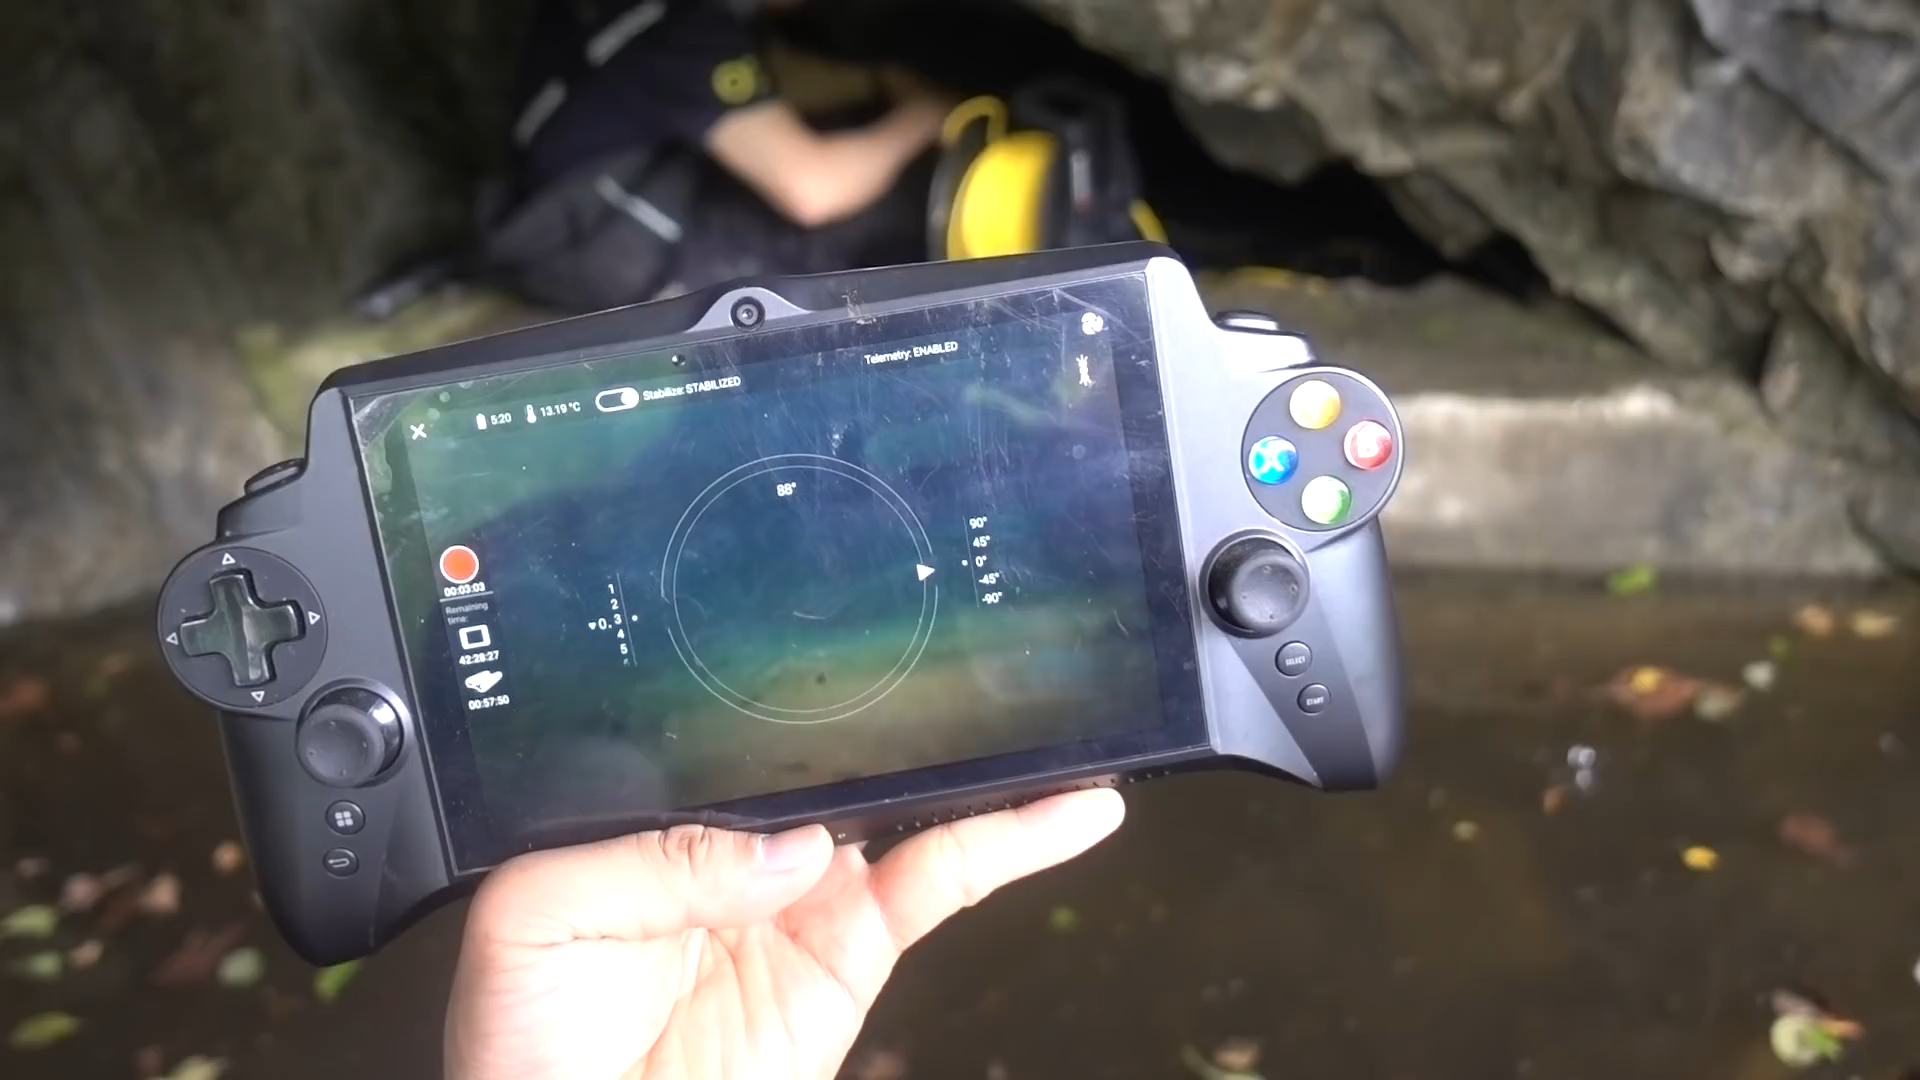 Telemetry: ENABLED
5:20 13.19 °C Stabilize: STABILIZED
88°
90°
45°
0°
-45°
-90°
00:03:03
Remaining
time:
42:28:27
00:57:50
1
2
0. 3
4
5
X
B
SELECT
START